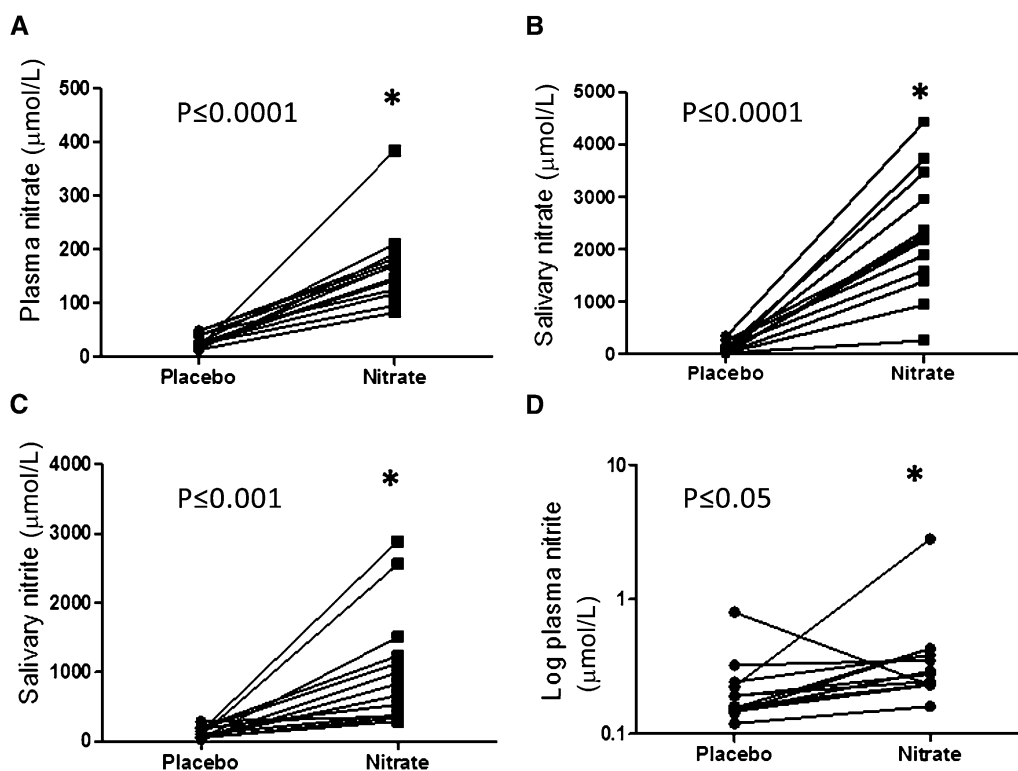 A
Plasma nitrate (μmol/L)
500
400
300
200
100
0
P≤0.0001
*
Placebo
Nitrate
B
Salivary nitrate (μmol/L)
5000
4000
3000
2000
1000
0
P≤0.0001
*
Placebo
Nitrate
C
Salivary nitrite (μmol/L)
4000
3000
2000
1000
0
P≤0.001
*
Placebo
Nitrate
D
Log plasma nitrite
(μmol/L)
10
1
0.1
P≤0.05
*
Placebo
Nitrate